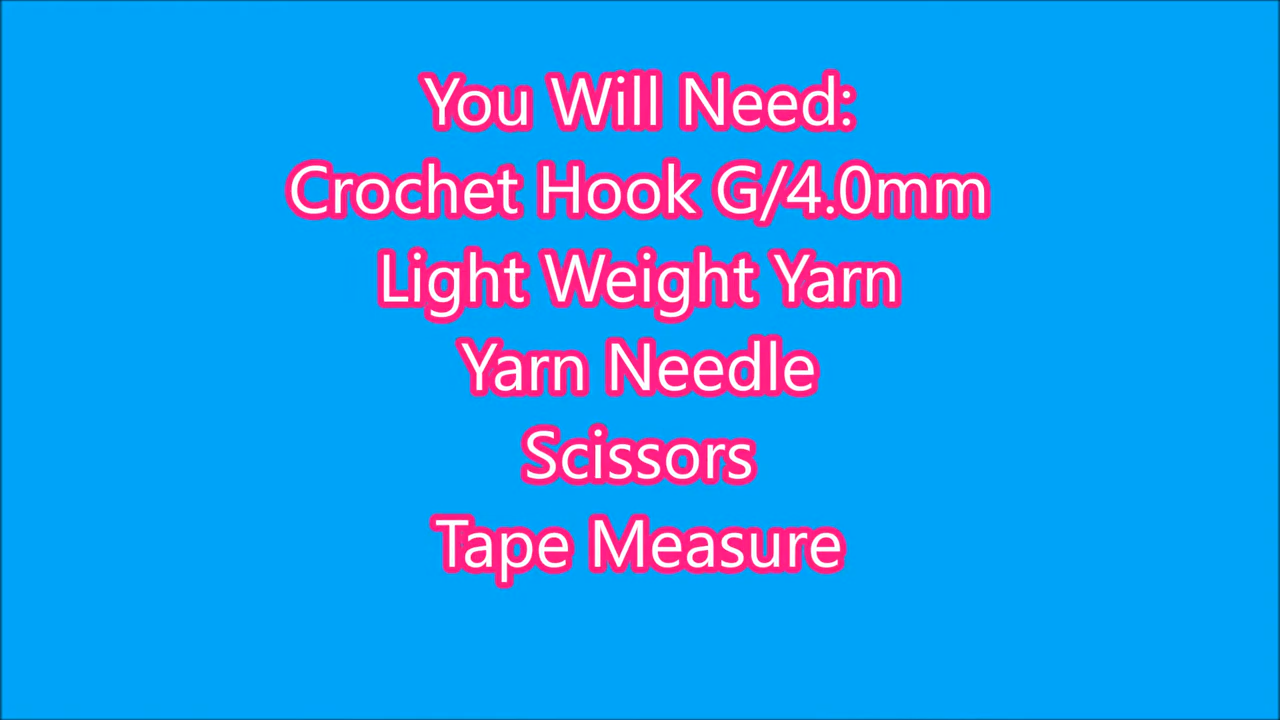 You Will Need:
Crochet Hook G/4.0mm
Light Weight Yarn
Yarn Needle
Scissors
Tape Measure